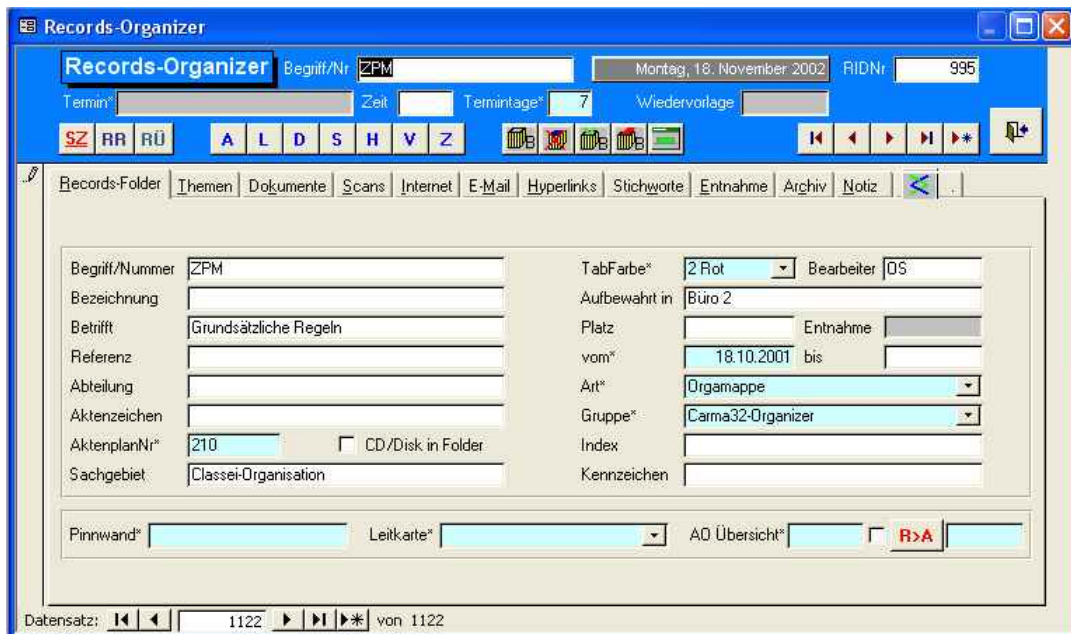 Records-Organizer
Records-Organizer Begriff/Nr ZPM Montag, 18. November 2002 RIDNr 995
Termin* Zeit Termintage* 7 Wiedervorlage
SZ RR RÜ A L D S H V Z
Records-Folder Themen Dokumente Scans Internet E-Mail Hyperlinks Stichworte Entnahme Archiv Notiz .
Begriff/Nummer ZPM TabFarbe* 2 Rot Bearbeiter OS
Bezeichnung Aufbewahrt in Büro 2
Betrifft Grundsätzliche Regeln Platz Entnahme
Referenz vom* 18.10.2001 bis
Abteilung Art* Orgamappe
Aktenzeichen Gruppe* Carma32-Organizer
AktenplanNr* 210 CD/Disk in Folder Index
Sachgebiet Classei-Organisation Kennzeichen
Pinnwand* Leitkarte* AO Übersicht* R>A
Datensatz: 1122 von 1122